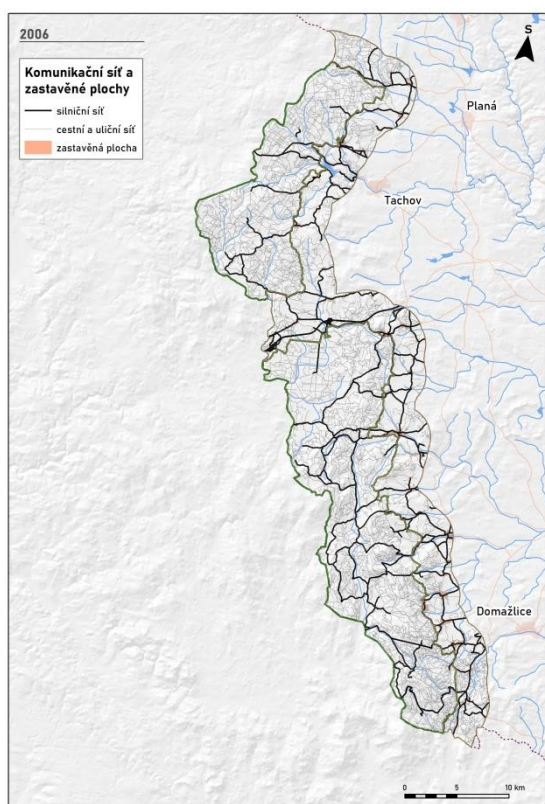 2006
Komunikační síť a
zastavěné plochy
silniční síť
cestní a uliční síť
zastavěná plocha
S
Planá
Tachov
Domažlice
0 5 10 km